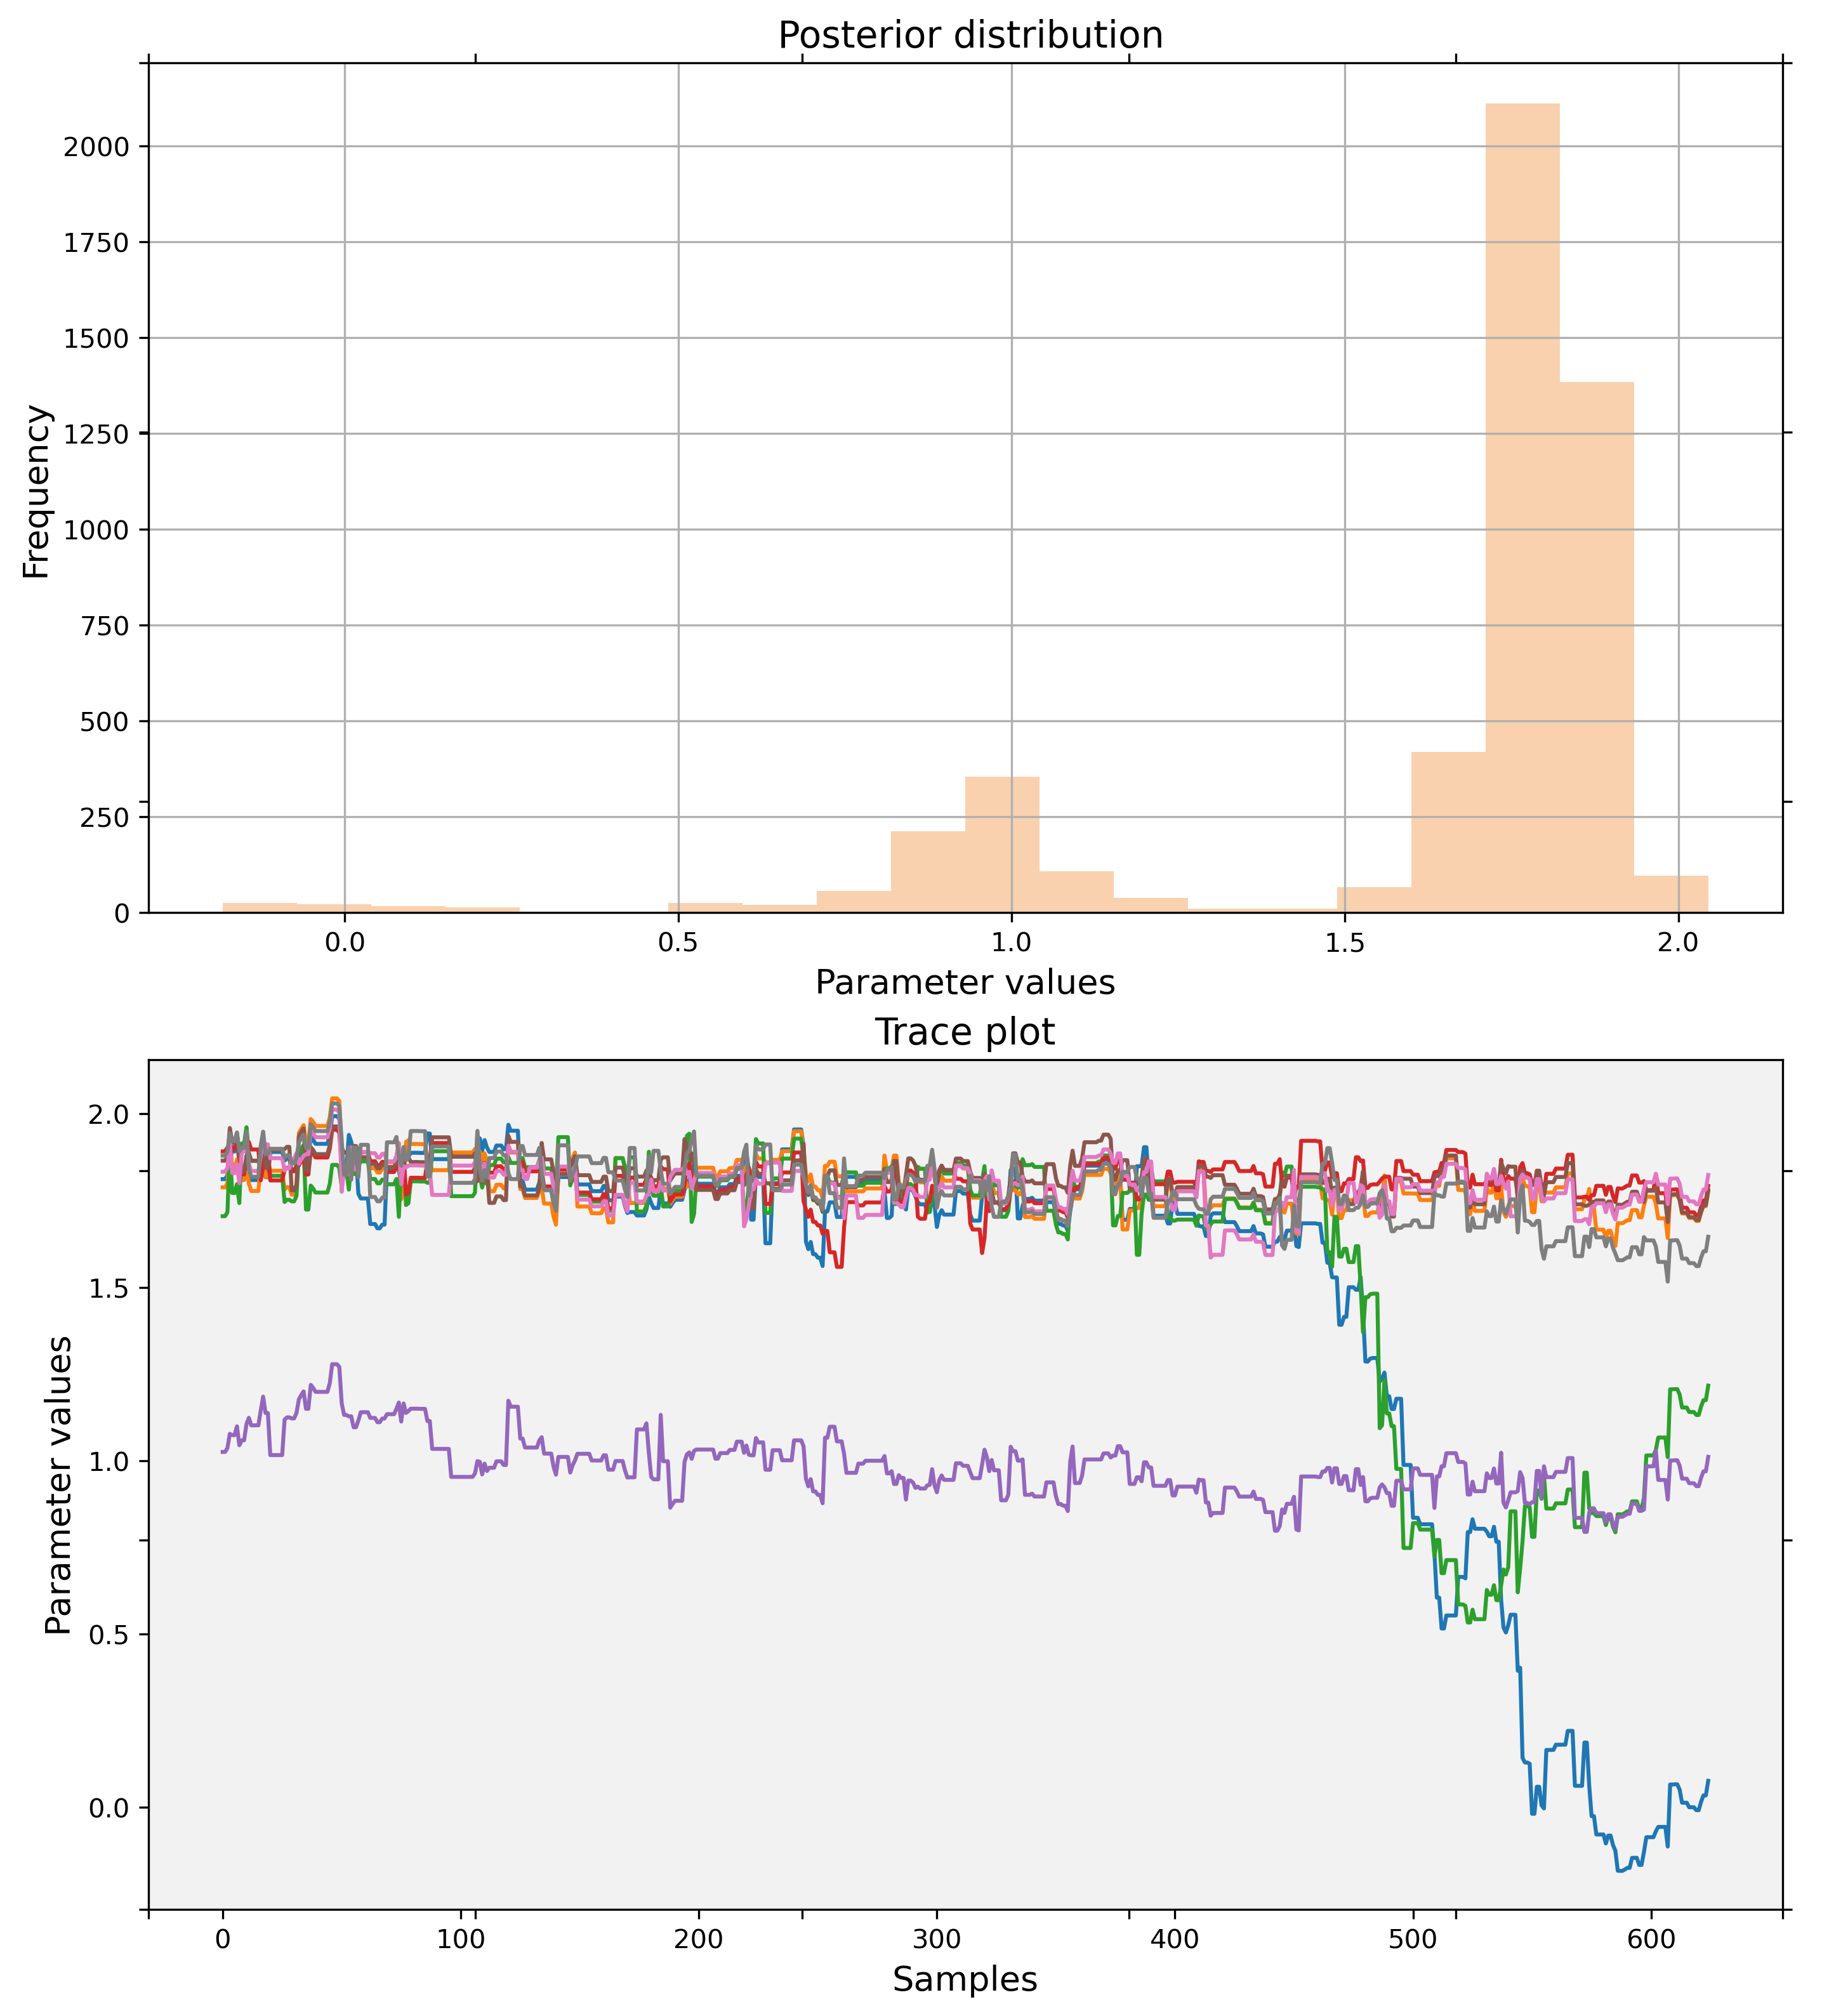 Posterior distribution
Frequency
2000
1750
1500
1250
1000
750
500
250
0
0.0 0.5 1.0 1.5 2.0
Parameter values
Trace plot
Parameter values
2.0
1.5
1.0
0.5
0.0
0 100 200 300 400 500 600
Samples